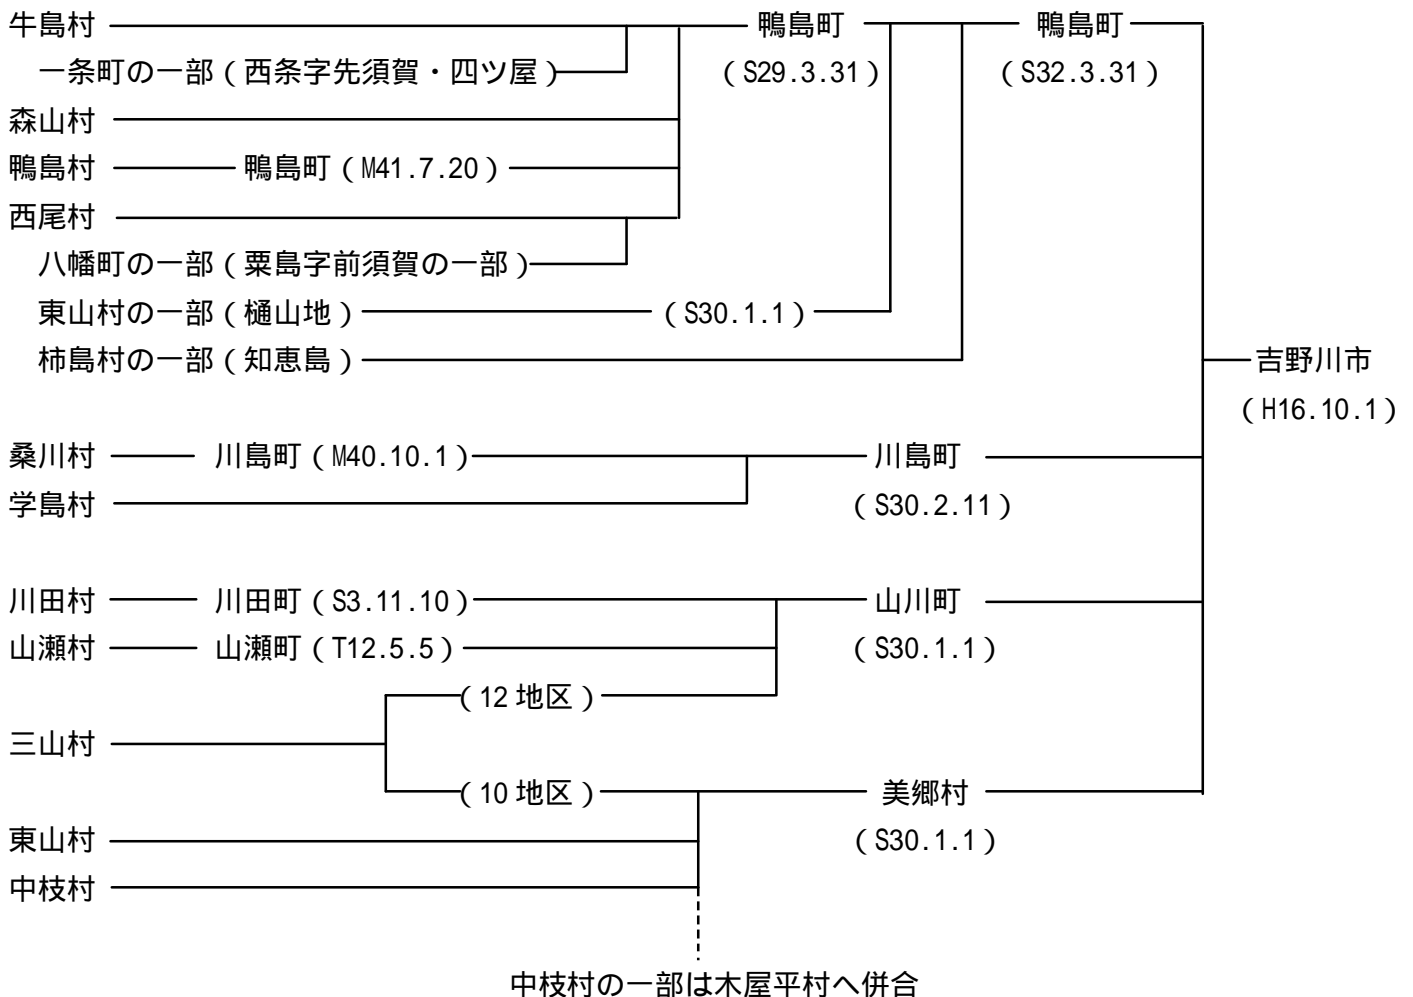 牛島村 鴨島町 鴨島町
一条町の一部（西条字先須賀・四ツ屋） （S29.3.31） （S32.3.31）
森山村
鴨島村 鴨島町（M41.7.20）
西尾村
八幡町の一部（粟島字前須賀の一部）
東山村の一部（樋山地） （S30.1.1）
柿島村の一部（知恵島） 吉野川市
（H16.10.1）
桑川村 川島町（M40.10.1） 川島町
学島村 （S30.2.11）
川田村 川田町（S3.11.10） 山川町
山瀬村 山瀬町（T12.5.5） （S30.1.1）
（12地区）
三山村
（10地区） 美郷村
東山村 （S30.1.1）
中枝村
中枝村の一部は木屋平村へ併合